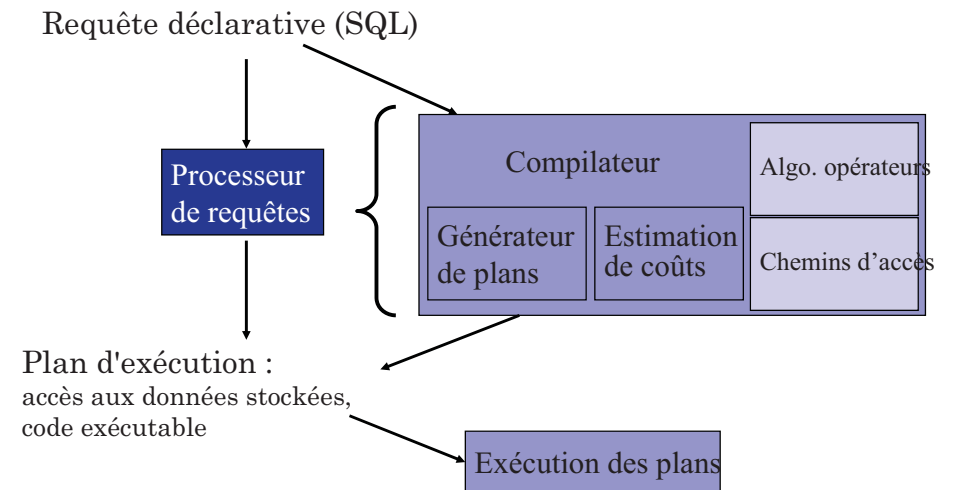 Requête déclarative (SQL)
Processeur
de requêtes
Compilateur
Générateur
de plans
Estimation
de coûts
Algo. opérateurs
Chemins d’accès
Plan d'exécution :
accès aux données stockées,
code exécutable
Exécution des plans